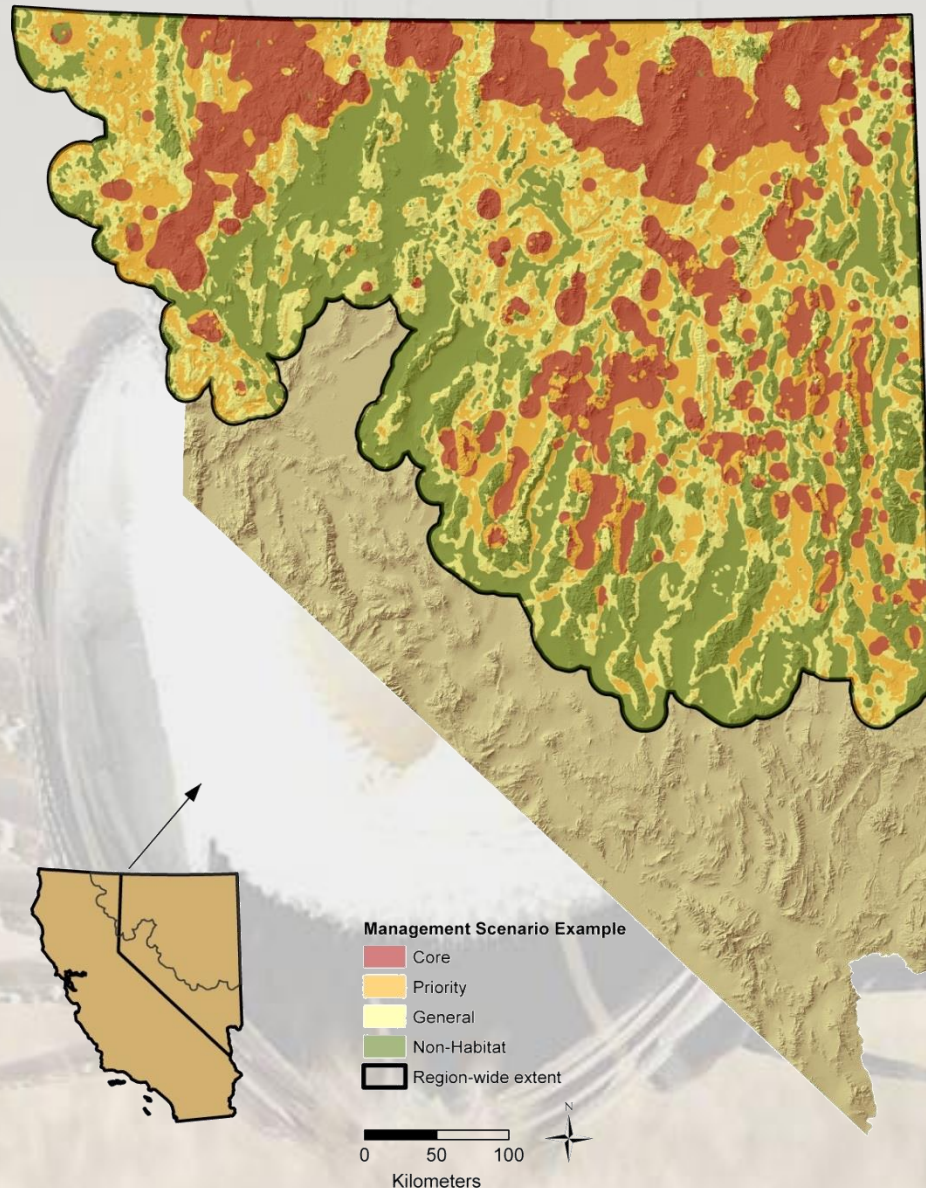 Management Scenario Example
Core
Priority
General
Non-Habitat
Region-wide extent
N
0 50 100
Kilometers